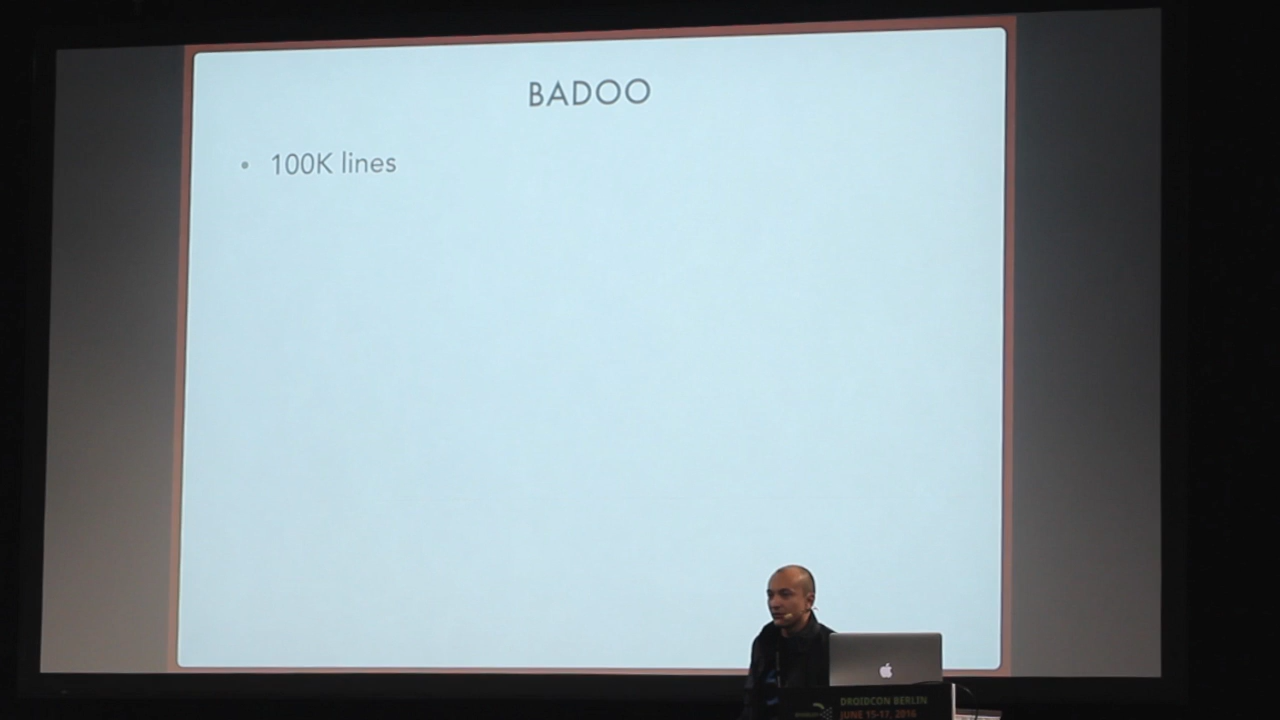 BADOO
• 100K lines
DROIDCON BERLIN
JUNE 15-17, 2016